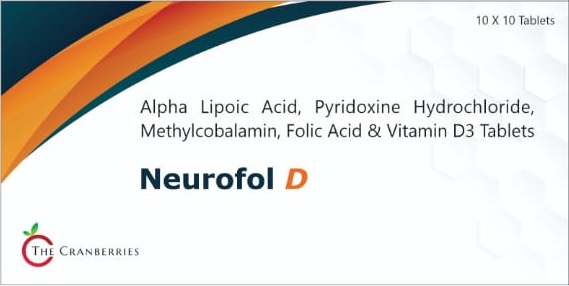 10 X 10 Tablets
Alpha Lipoic Acid, Pyridoxine Hydrochloride,
Methylcobalamin, Folic Acid & Vitamin D3 Tablets
Neurofol D
THE CRANBERRIES